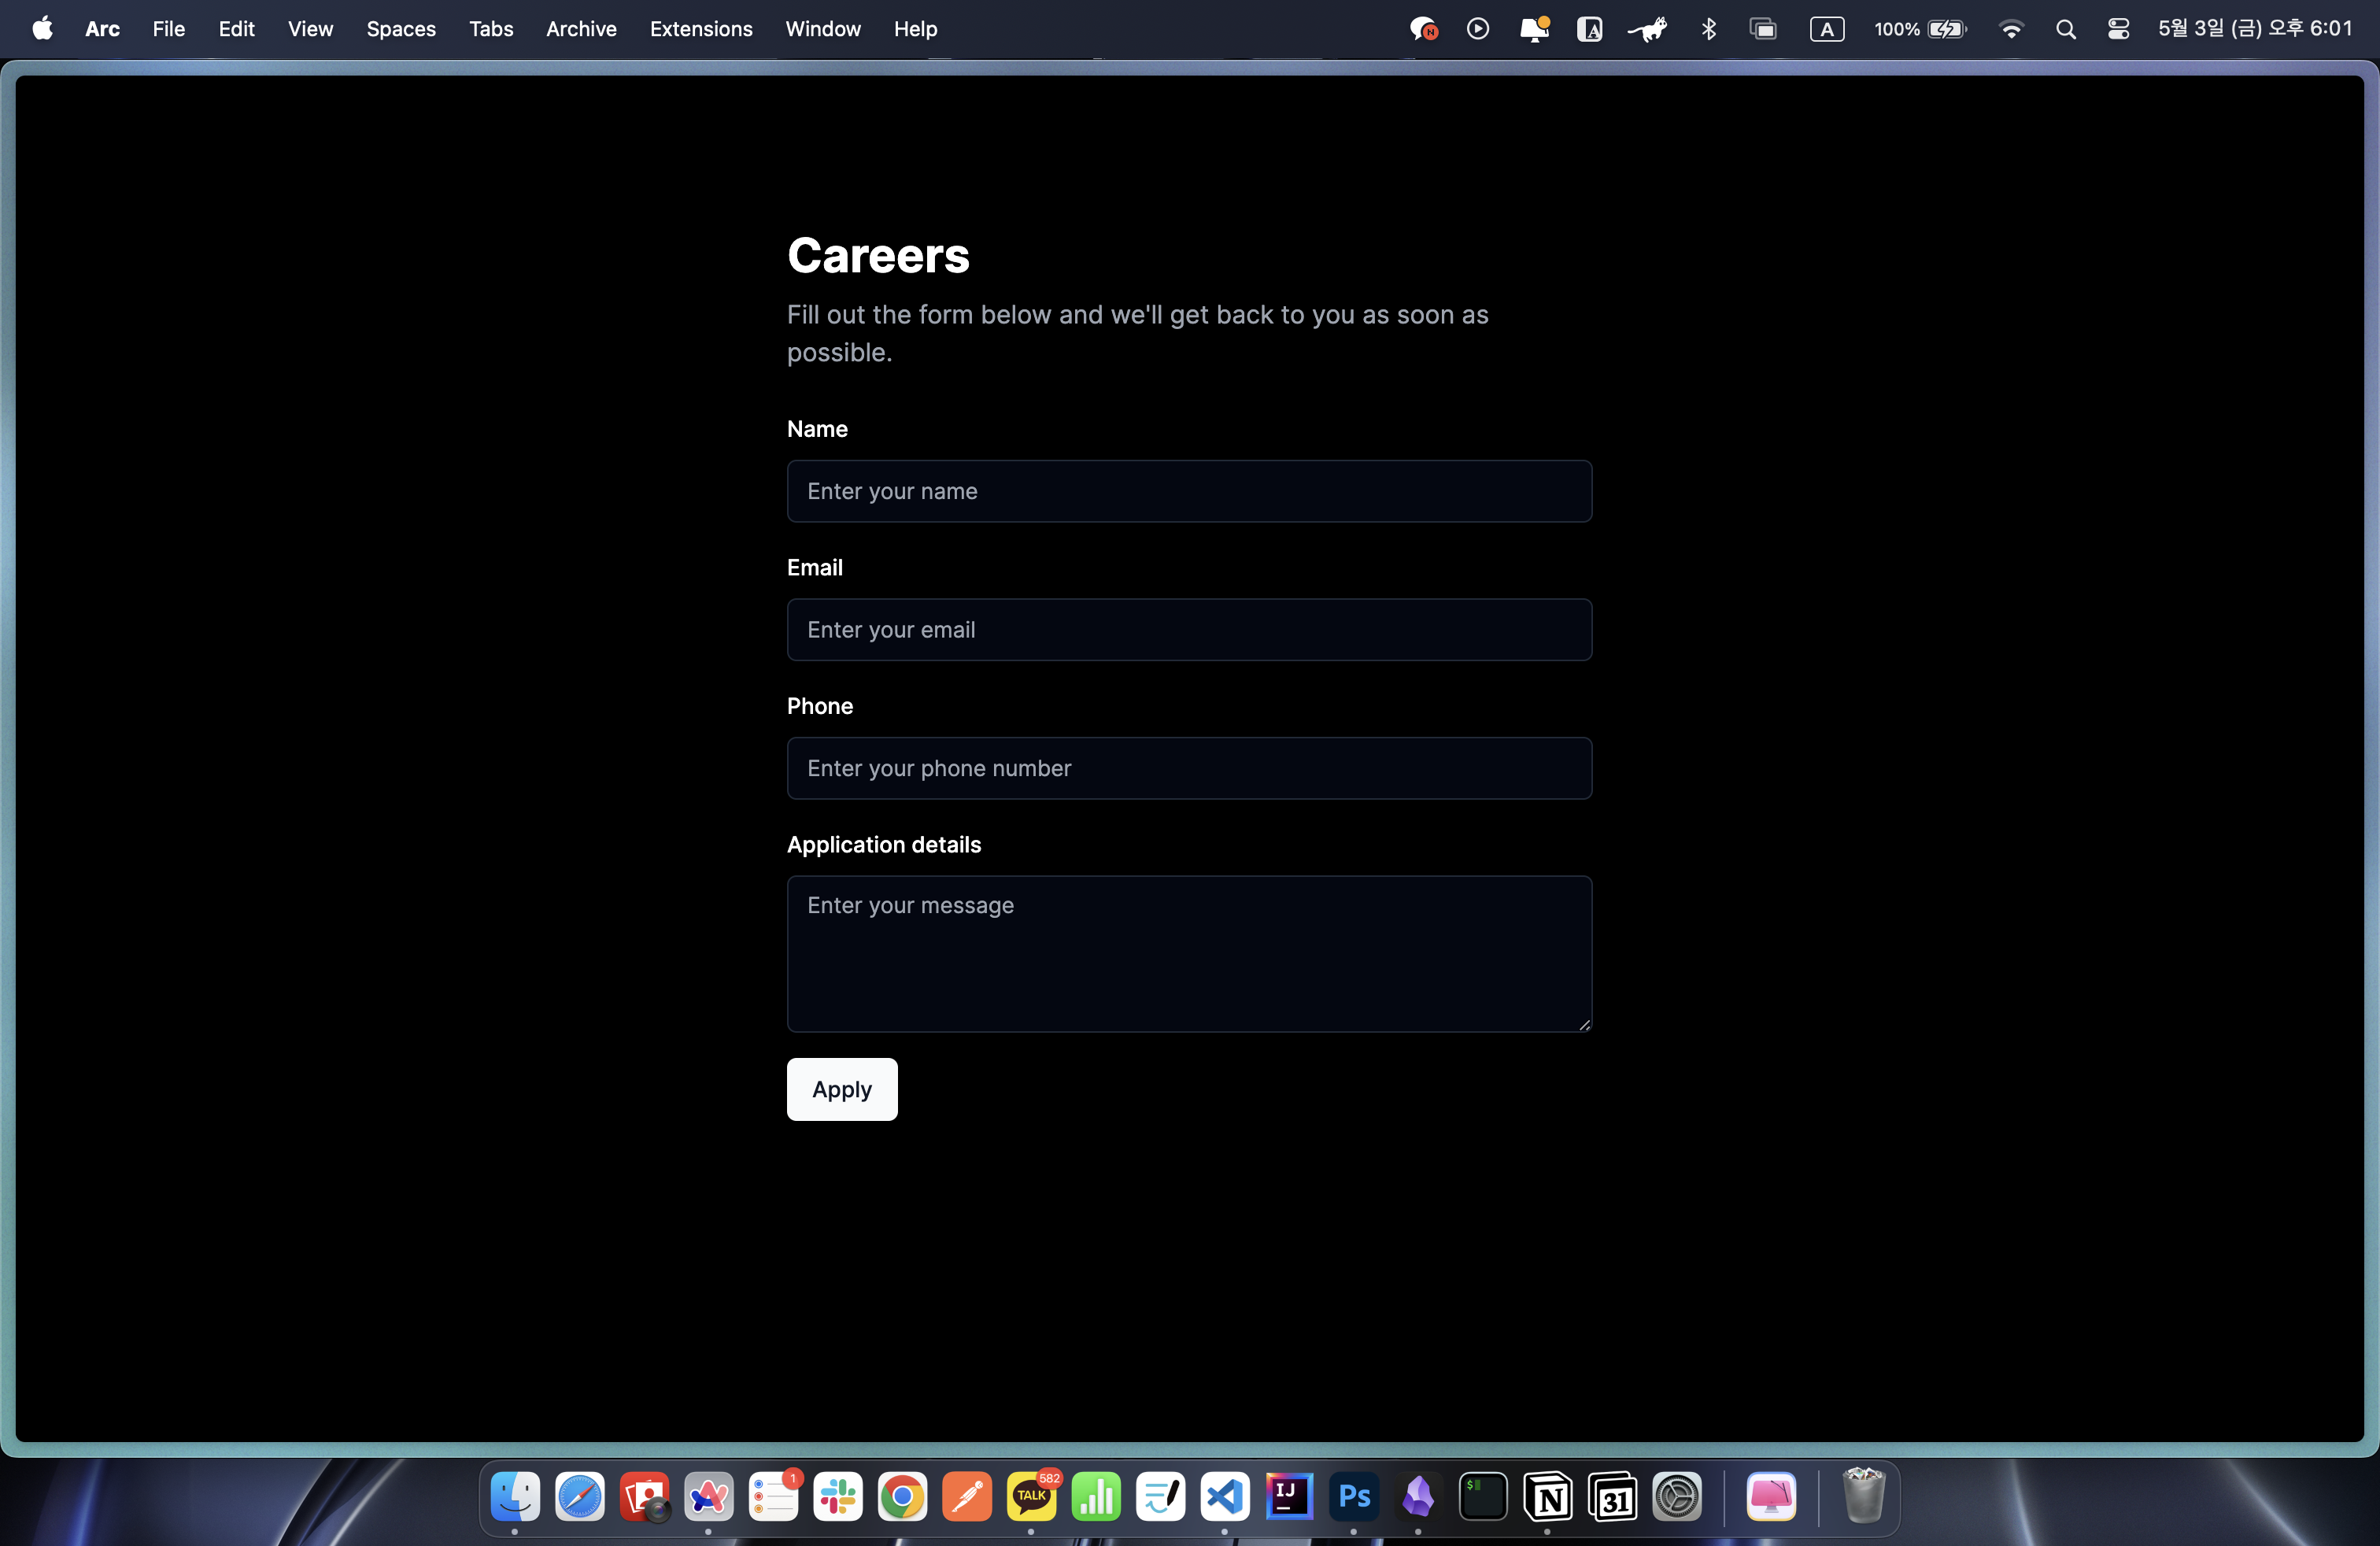 Arc File Edit View Spaces Tabs Archive Extensions Window Help N A A 100% 5월 3일 (금) 오후 6:01
Careers
Fill out the form below and we'll get back to you as soon as
possible.
Name
Enter your name
Email
Enter your email
Phone
Enter your phone number
Application details
Enter your message
Apply
1 TALK 582 IJ Ps $ N 31